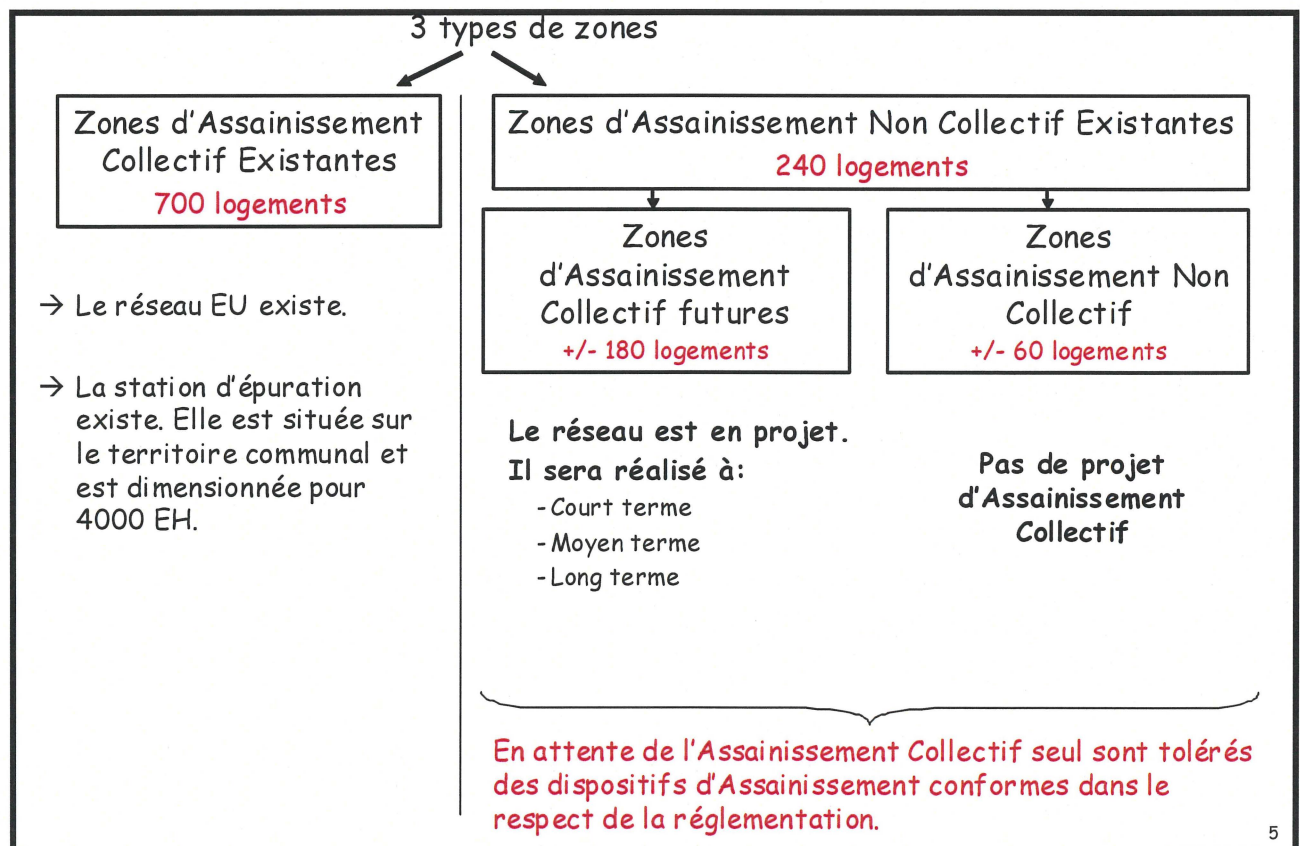 3 types de zones
Zones d'Assainissement
Collectif Existantes
700 logements
→ Le réseau EU existe.
→ La station d'épuration
existe. Elle est située sur
le territoire communal et
est dimensionnée pour
4000 EH.
Zones d'Assainissement Non Collectif Existantes
240 logements
Zones
d'Assainissement
Collectif futures
+/- 180 logements
Le réseau est en projet.
Il sera réalisé à:
- Court terme
- Moyen terme
- Long terme
Zones
d'Assainissement Non
Collectif
+/- 60 logements
Pas de projet
d'Assainissement
Collectif
En attente de l'Assainissement Collectif seul sont tolérés
des dispositifs d'Assainissement conformes dans le
respect de la réglementation.
5